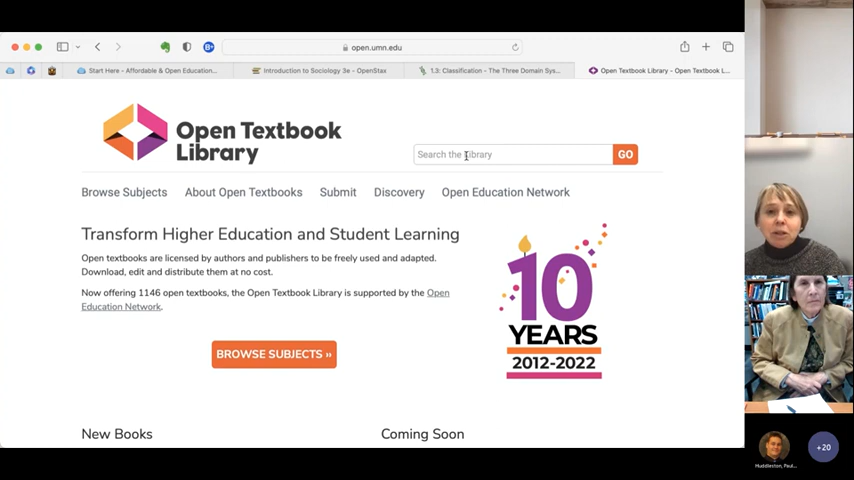 open.umn.edu
Start Here - Affordable & Open Education...
Introduction to Sociology 3e - OpenStax
1.3: Classification - The Three Domain Sys...
Open Textbook Library - Open Textbook L...
Open Textbook
Library
Search the Library
GO
Browse Subjects
About Open Textbooks
Submit
Discovery
Open Education Network
Transform Higher Education and Student Learning
Open textbooks are licensed by authors and publishers to be freely used and adapted.
Download, edit and distribute them at no cost.
Now offering 1146 open textbooks, the Open Textbook Library is supported by the Open
Education Network.
BROWSE SUBJECTS »
10
YEARS
2012-2022
New Books
Coming Soon
Huddleston, Paul...
+20